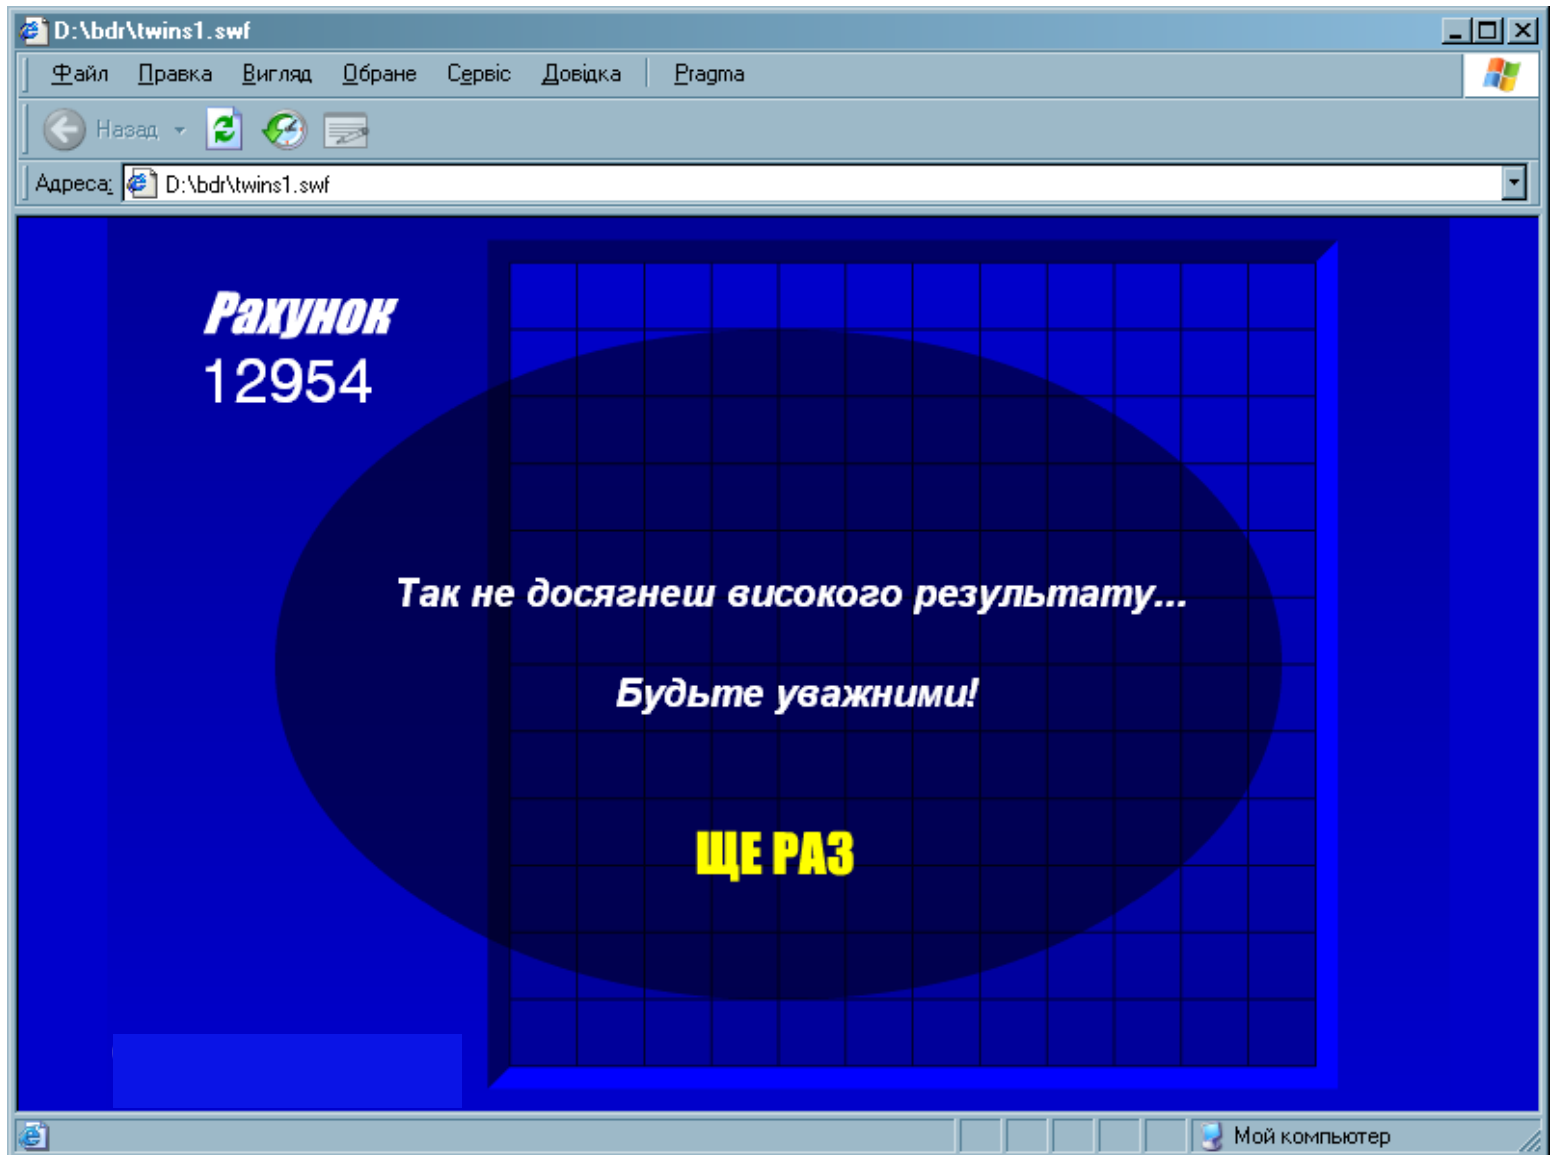 D:\bdr\twins1.swf
Файл Правка Вигляд Обране Сервіс Довідка Pragma
Назад
Адреса: D:\bdr\twins1.swf
Рахунок
12954
Так не досягнеш високого результату...
Будьте уважними!
ЩЕ РАЗ
Мой компьютер